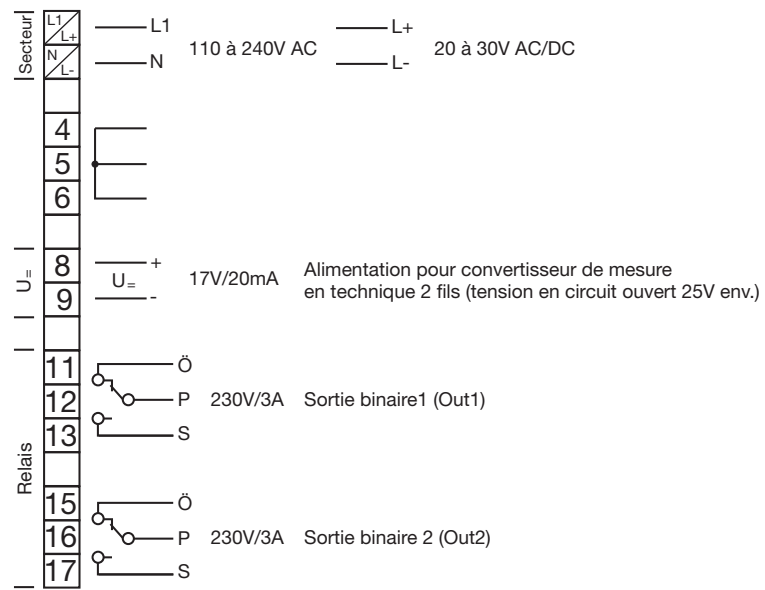 Secteur
L1
L+
L1
110 à 240V AC
L+
20 à 30V AC/DC
N
L-
N
L-
4
5
6
U=
8
+
U=
17V/20mA
Alimentation pour convertisseur de mesure
en technique 2 fils (tension en circuit ouvert 25V env.)
9
-
Relais
11
Ö
12
P
230V/3A
Sortie binaire1 (Out1)
13
S
15
Ö
16
P
230V/3A
Sortie binaire 2 (Out2)
17
S